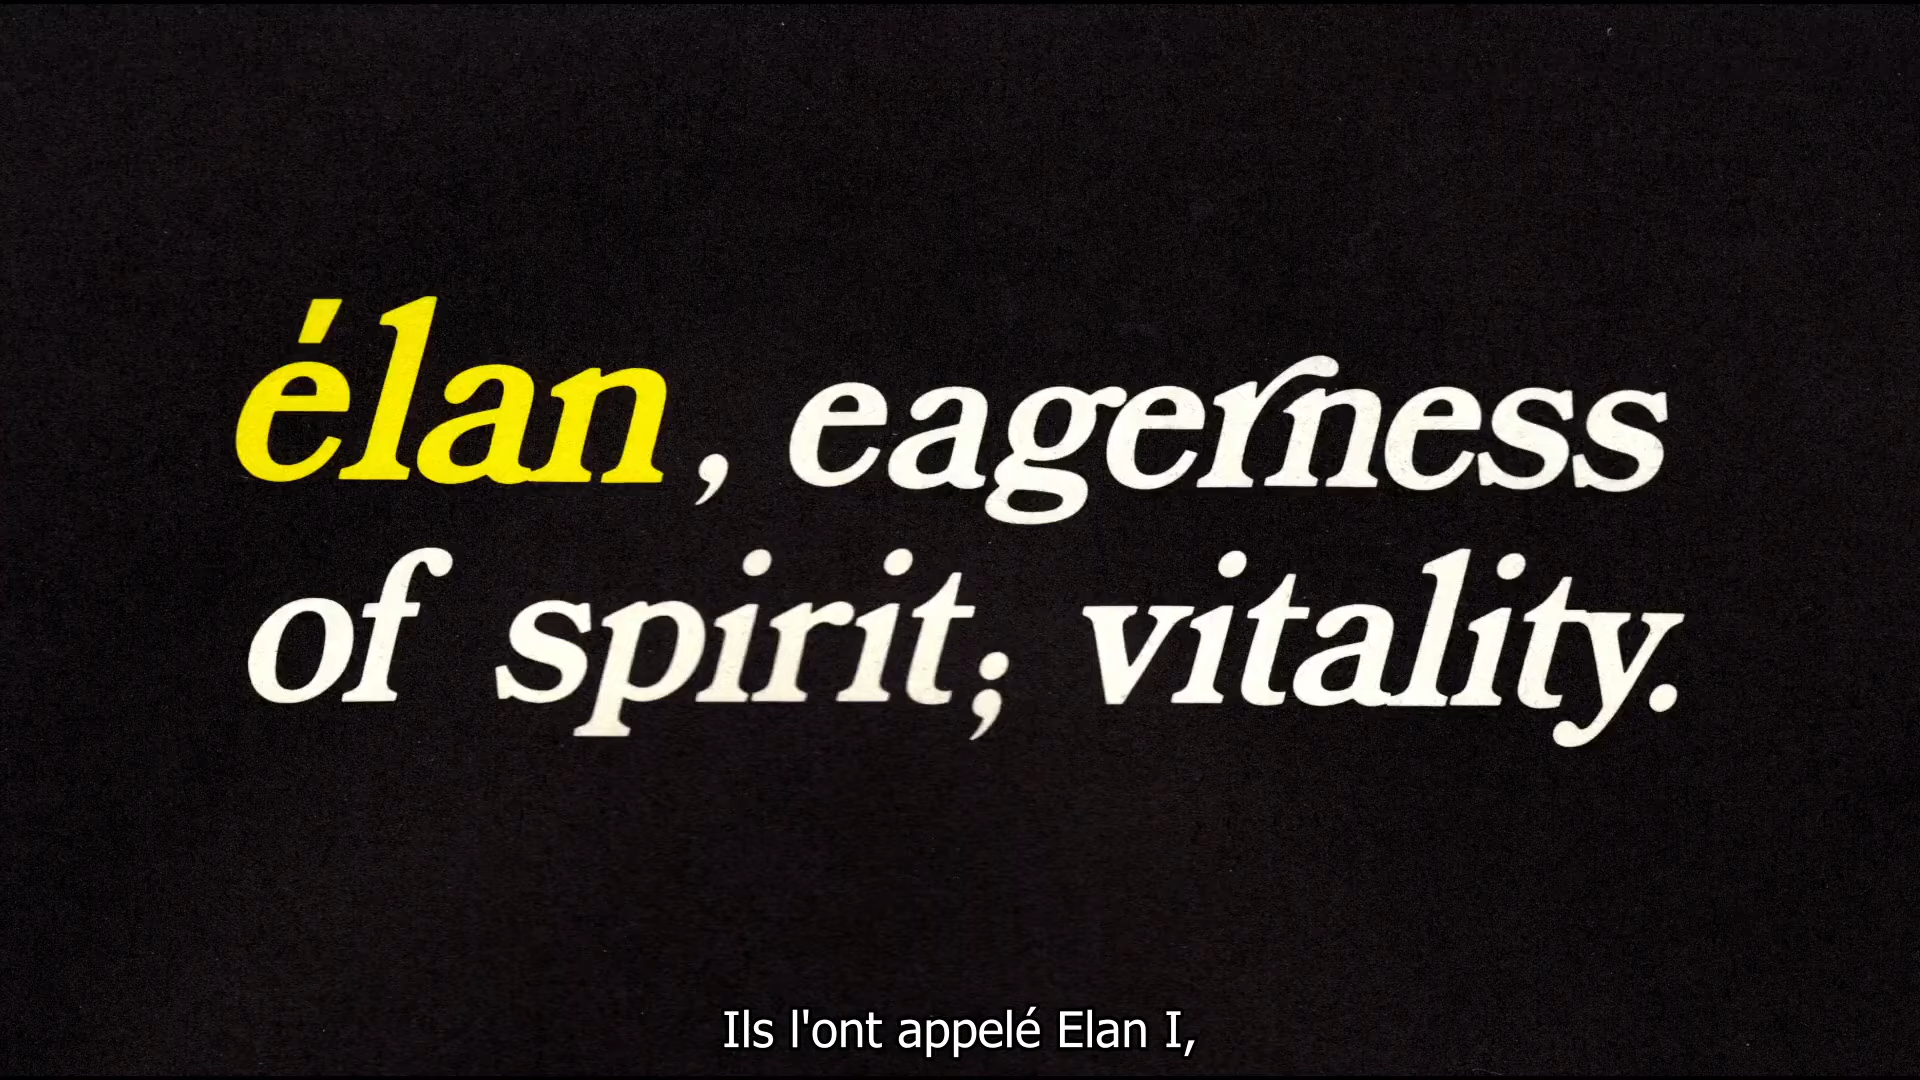 élan, eagerness
of spirit; vitality.
Ils l'ont appelé Elan I,